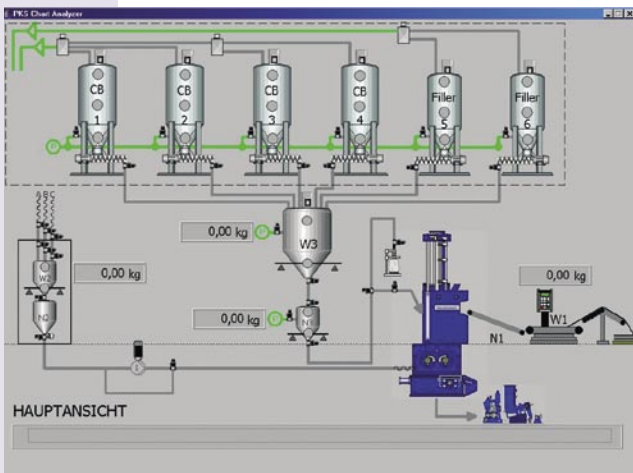 PKS Chart Analyzer
CB 1
CB 2
CB 3
CB 4
Filler 5
Filler 6
A B C
0,00 kg
W3
W2
0,00 kg
0,00 kg
W1
0,00 kg
N2
N1
HAUPTANSICHT